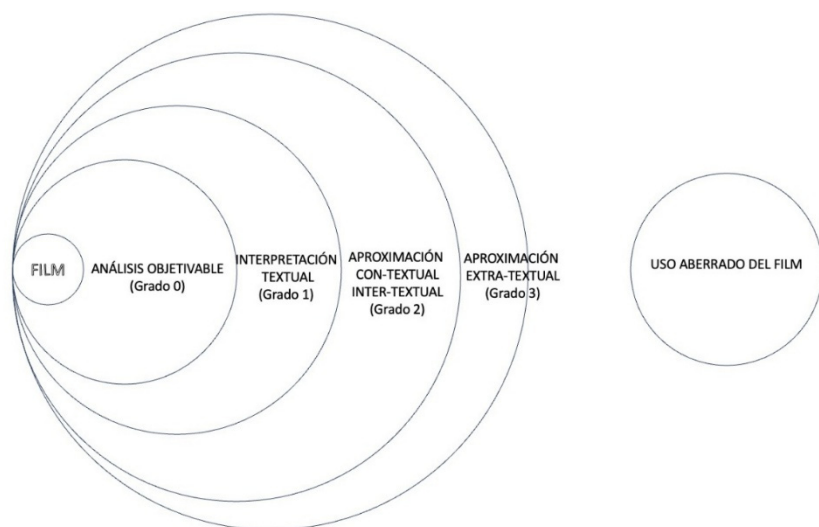 FILM
ANÁLISIS OBJETIVABLE
(Grado 0)
INTERPRETACIÓN
TEXTUAL
(Grado 1)
APROXIMACIÓN
CON-TEXTUAL
INTER-TEXTUAL
(Grado 2)
APROXIMACIÓN
EXTRA-TEXTUAL
(Grado 3)
USO ABERRADO DEL FILM